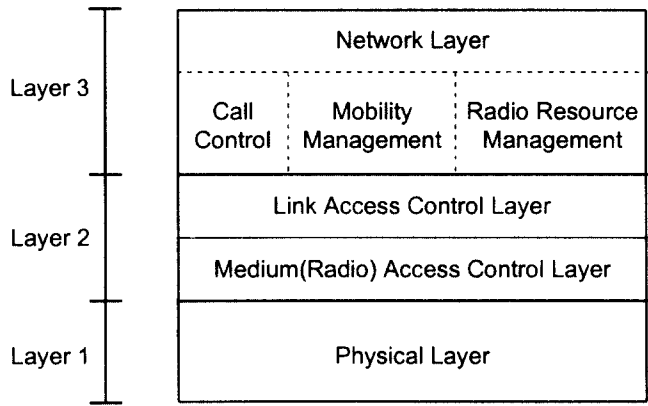 Network Layer
Layer 3
Call Control
Mobility Management
Radio Resource Management
Link Access Control Layer
Layer 2
Medium(Radio) Access Control Layer
Layer 1
Physical Layer